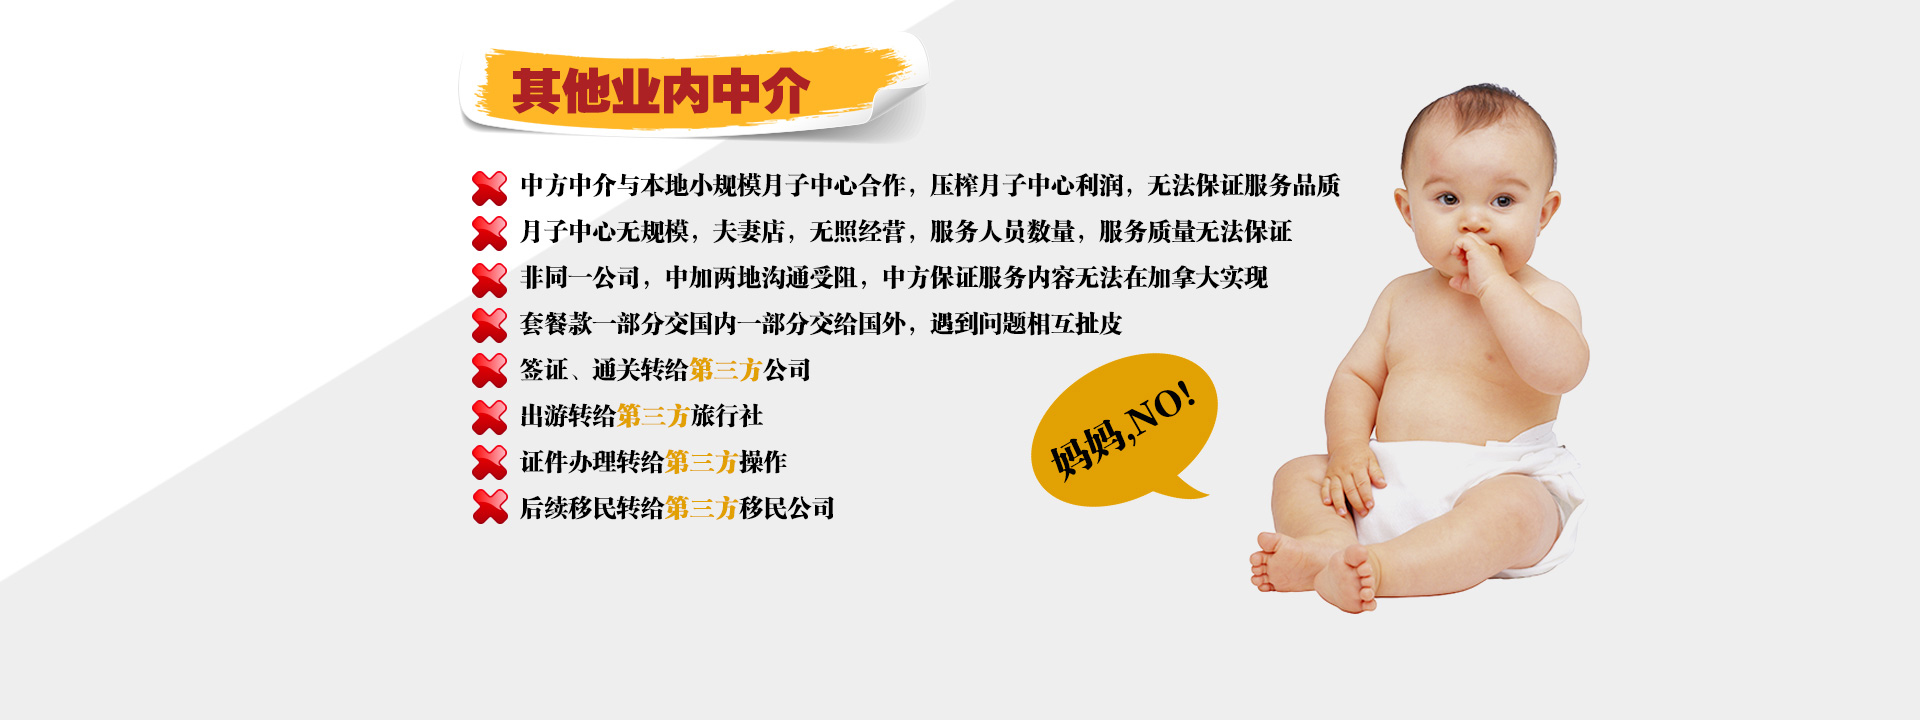 其他业内中介
中方中介与本地小规模月子中心合作，压榨月子中心利润，无法保证服务品质
月子中心无规模，夫妻店，无照经营，服务人员数量，服务质量无法保证
非同一公司，中加两地沟通受阻，中方保证服务内容无法在加拿大实现
套餐款一部分交国内一部分交给国外，遇到问题相互扯皮
签证、通关转给第三方公司
出游转给第三方旅行社
证件办理转给第三方操作
后续移民转给第三方移民公司
妈妈,NO!